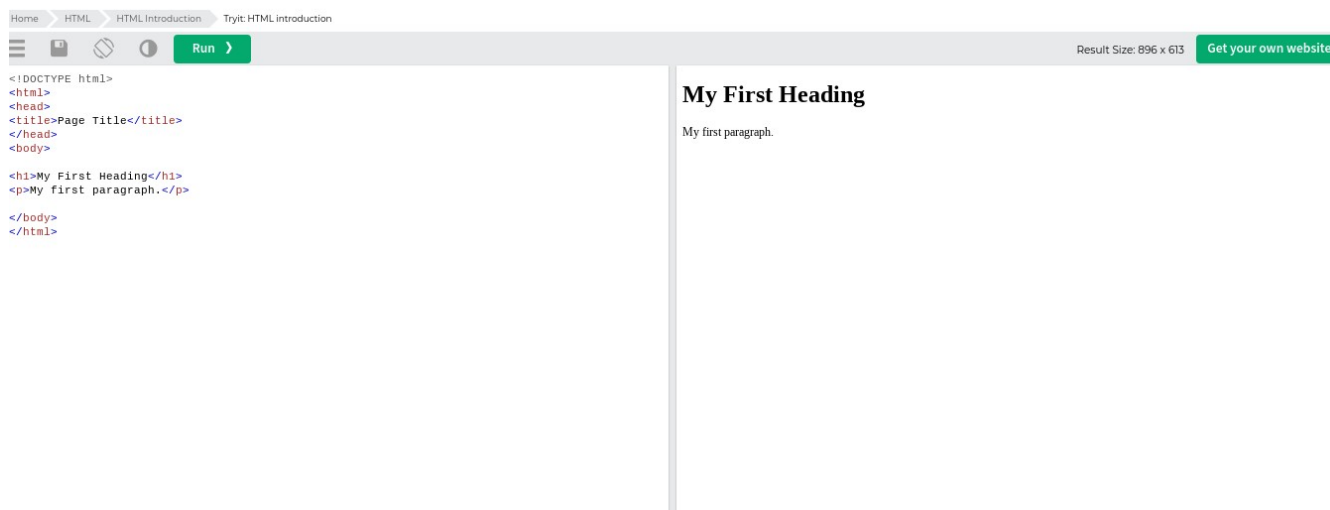 Home HTML HTML Introduction Tryit: HTML introduction
Run ❯ Result Size: 896 x 613 Get your own website
<!DOCTYPE html>
<html>
<head>
<title>Page Title</title>
</head>
<body>
<h1>My First Heading</h1>
<p>My first paragraph.</p>
</body>
</html>
My First Heading
My first paragraph.